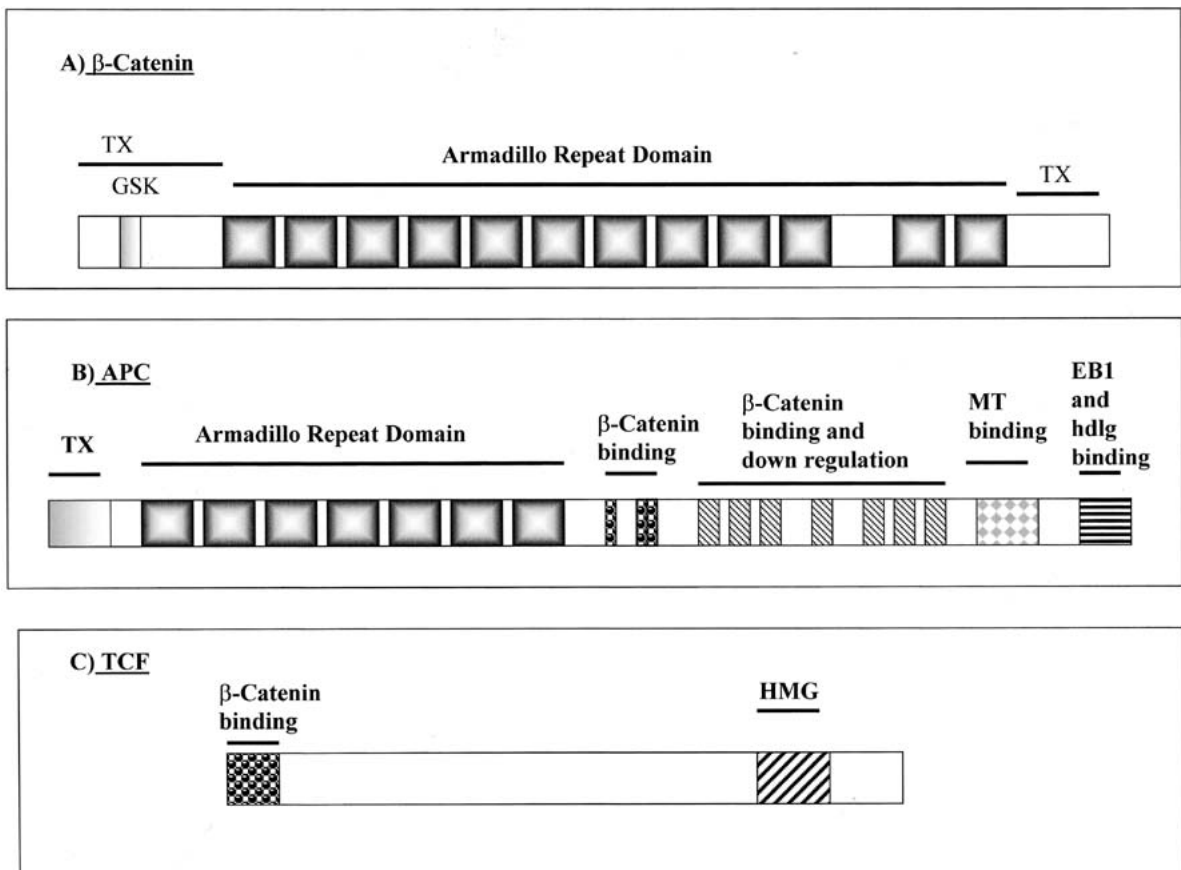 A) β-Catenin
TX
Armadillo Repeat Domain
TX
GSK
B) APC
TX
Armadillo Repeat Domain
β-Catenin
binding
β-Catenin
binding and
down regulation
MT
binding
EB1
and
hdlg
binding
C) TCF
β-Catenin
binding
HMG